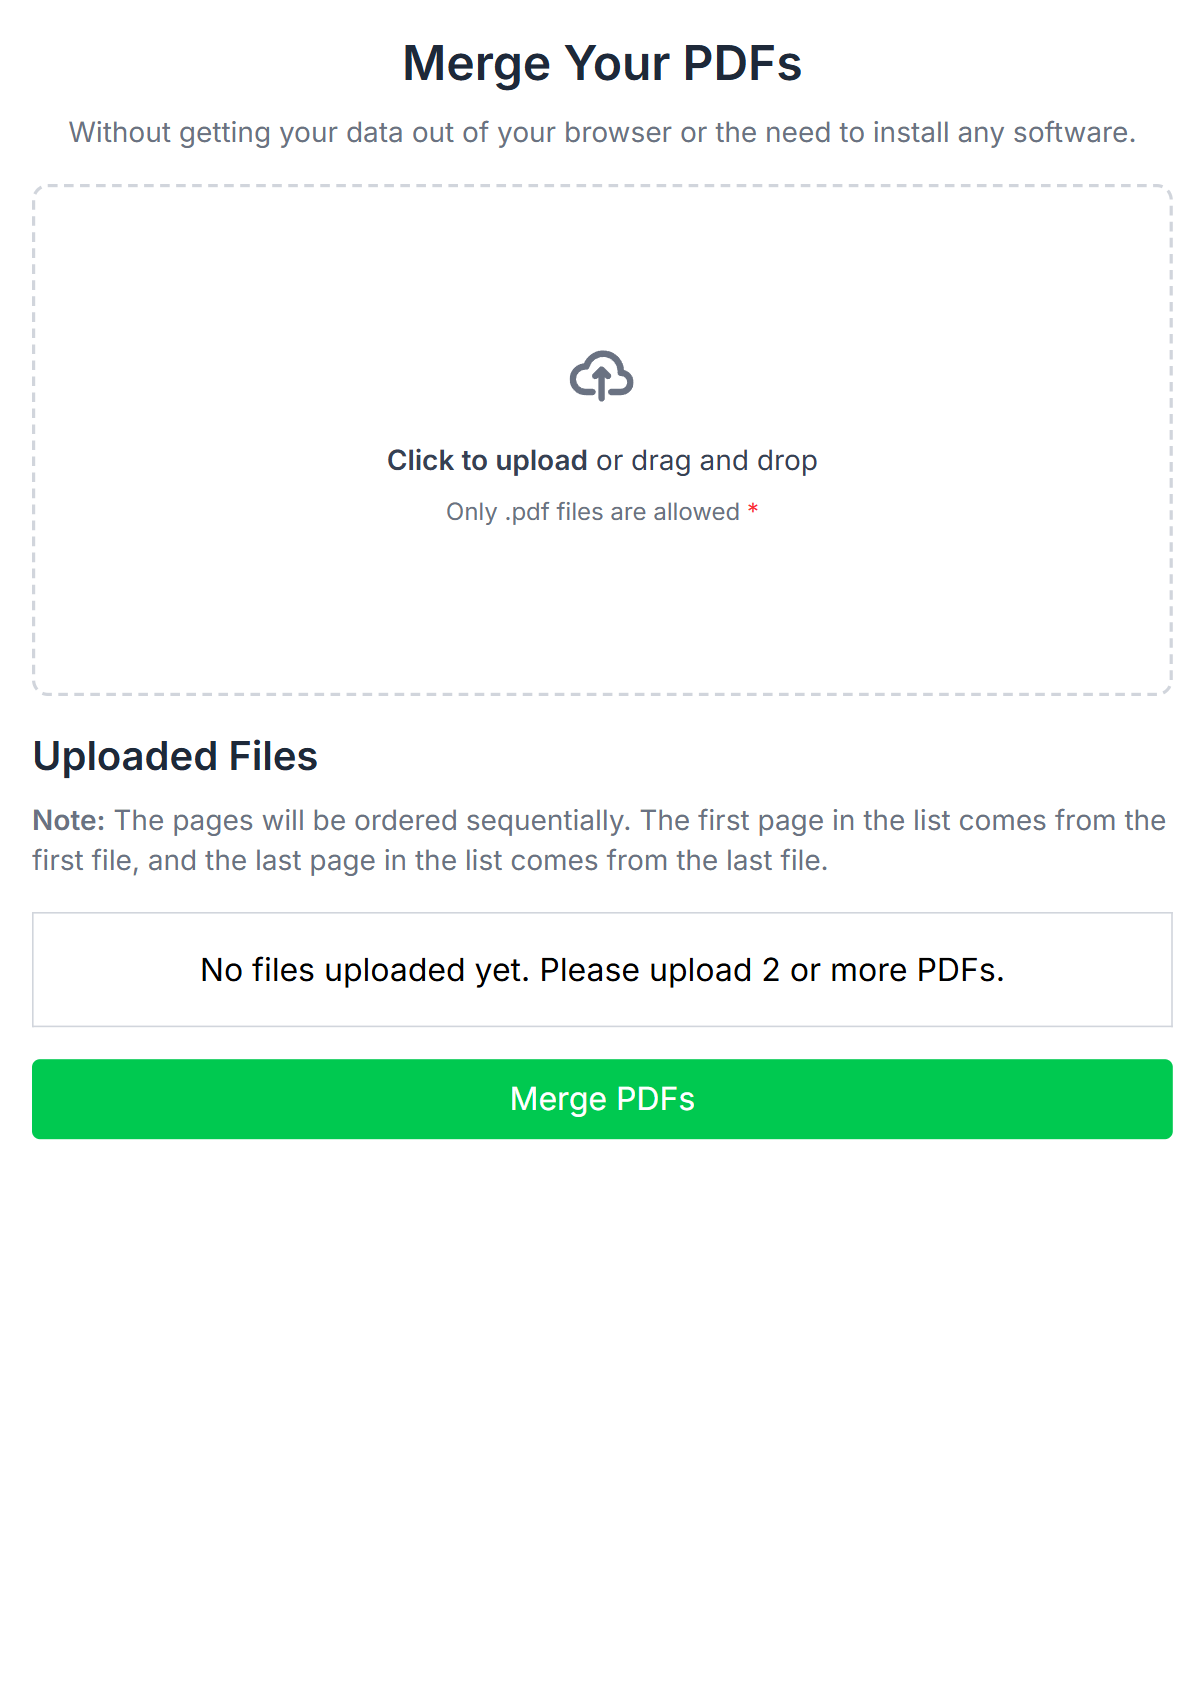 Merge Your PDFs
Without getting your data out of your browser or the need to install any software.
Click to upload or drag and drop
Only .pdf files are allowed *
Uploaded Files
Note: The pages will be ordered sequentially. The first page in the list comes from the
first file, and the last page in the list comes from the last file.
No files uploaded yet. Please upload 2 or more PDFs.
Merge PDFs